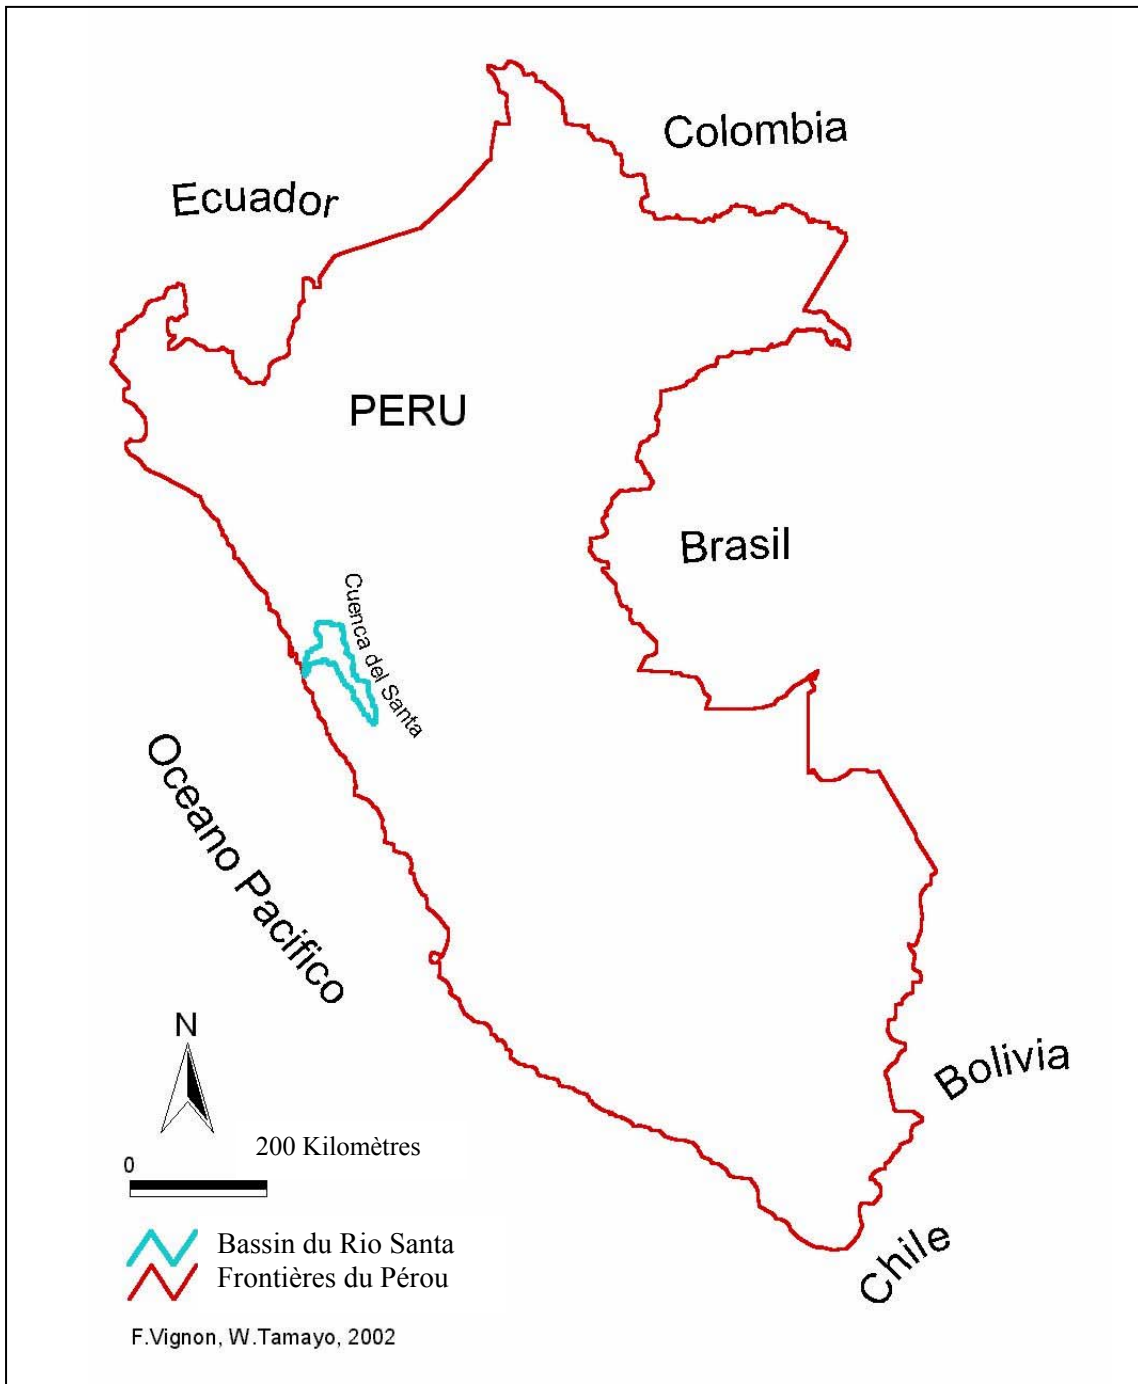 Colombia
Ecuador
PERU
Brasil
Cuenca del Santa
Oceano Pacifico
N
Bolivia
200 Kilomètres
0
Chile
Bassin du Rio Santa
Frontières du Pérou
F.Vignon, W.Tamayo, 2002